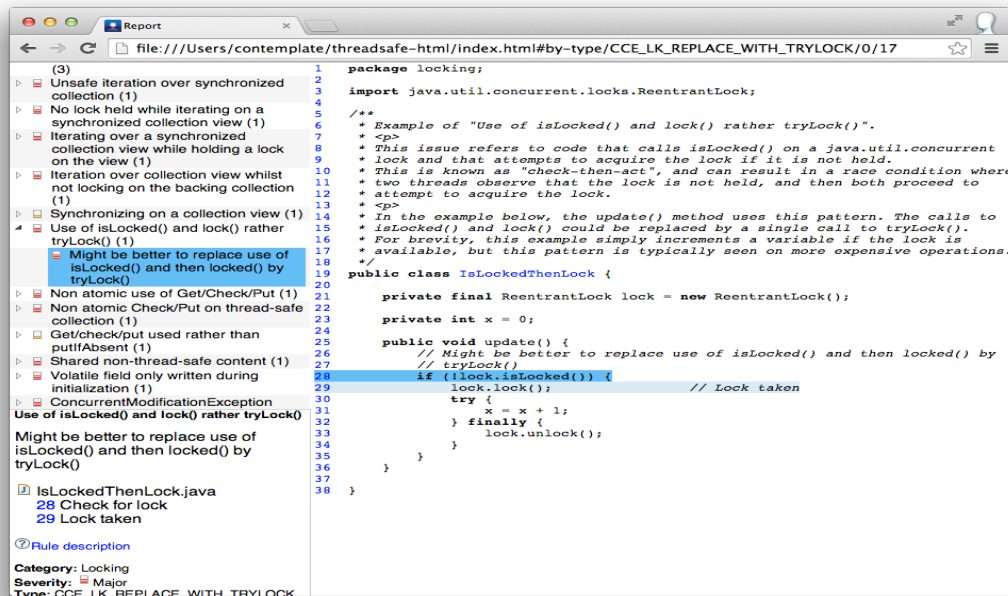 Report
file:///Users/contemplate/threadsafe-html/index.html#by-type/CCE_LK_REPLACE_WITH_TRYLOCK/0/17
(3)
Unsafe iteration over synchronized
collection (1)
No lock held while iterating on a
synchronized collection view (1)
Iterating over a synchronized
collection view while holding a lock
on the view (1)
Iteration over collection view whilst
not locking on the backing collection
(1)
Synchronizing on a collection view (1)
Use of isLocked() and lock() rather
tryLock() (1)
Might be better to replace use of
isLocked() and then locked() by
tryLock()
Non atomic use of Get/Check/Put (1)
Non atomic Check/Put on thread-safe
collection (1)
Get/check/put used rather than
putIfAbsent (1)
Shared non-thread-safe content (1)
Volatile field only written during
initialization (1)
ConcurrentModificationException
Use of isLocked() and lock() rather tryLock()
Might be better to replace use of
isLocked() and then locked() by
tryLock()
IsLockedThenLock.java
28 Check for lock
29 Lock taken
Rule description
Category: Locking
Severity: Major
Type: CCE_LK_REPLACE_WITH_TRYLOCK
1 package locking;
2
3 import java.util.concurrent.locks.ReentrantLock;
4
5 /**
6 * Example of "Use of isLocked() and lock() rather tryLock()".
7 * <p>
8 * This issue refers to code that calls isLocked() on a java.util.concurrent
9 * lock and that attempts to acquire the lock if it is not held.
10 * This is known as "check-then-act", and can result in a race condition where
11 * two threads observe that the lock is not held, and then both proceed to
12 * attempt to acquire the lock.
13 * <p>
14 * In the example below, the update() method uses this pattern. The calls to
15 * isLocked() and lock() could be replaced by a single call to tryLock().
16 * For brevity, this example simply increments a variable if the lock is
17 * available, but this pattern is typically seen on more expensive operations.
18 */
19 public class IsLockedThenLock {
20
21 private final ReentrantLock lock = new ReentrantLock();
22
23 private int x = 0;
24
25 public void update() {
26 // Might be better to replace use of isLocked() and then locked() by
27 // tryLock()
28 if (!lock.isLocked()) {
29 lock.lock(); // Lock taken
30 try {
31 x = x + 1;
32 } finally {
33 lock.unlock();
34 }
35 }
36 }
37
38 }